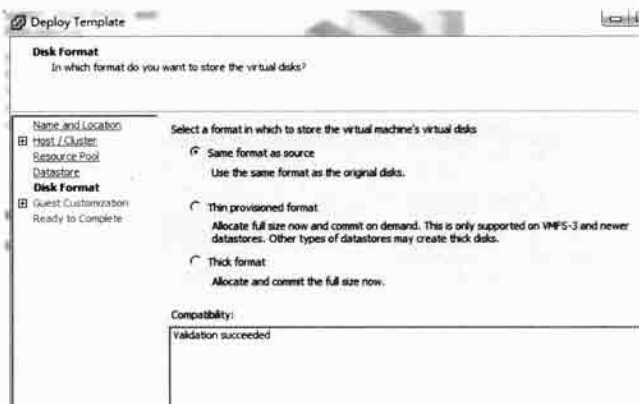 Deploy Template
Disk Format
In which format do you want to store the virtual disks?
Name and Location
Host / Cluster
Resource Pool
Datastore
Disk Format
Guest Customization
Ready to Complete
Select a format in which to store the virtual machine's virtual disks
Same format as source
Use the same format as the original disks.
Thin provisioned format
Allocate full size now and commit on demand. This is only supported on VMFS-3 and newer
datastores. Other types of datastores may create thick disks.
Thick format
Allocate and commit the full size now.
Compatibility:
Validation succeeded